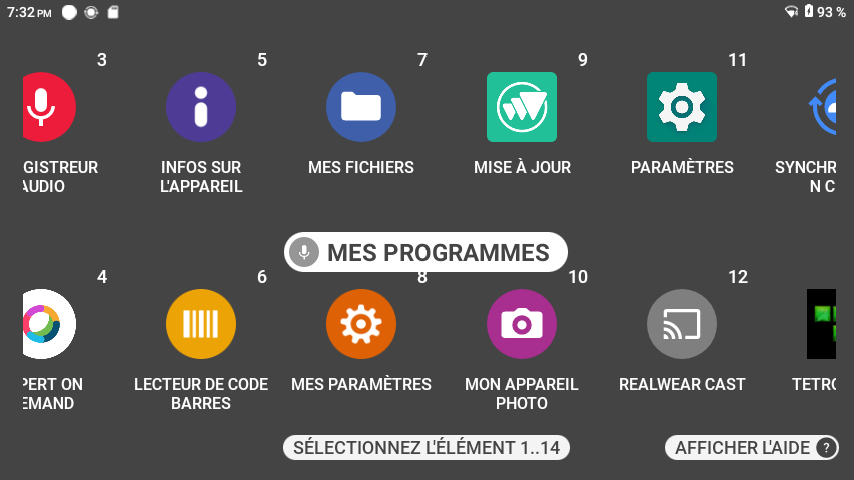 7:32 PM
93 %
3
5
7
9
11
GISTREUR
AUDIO
INFOS SUR
L'APPAREIL
MES FICHIERS
MISE À JOUR
PARAMÈTRES
SYNCHR
N C
MES PROGRAMMES
4
6
8
10
12
PERT ON
EMAND
LECTEUR DE CODE
BARRES
MES PARAMÈTRES
MON APPAREIL
PHOTO
REALWEAR CAST
TETRO
SÉLECTIONNEZ L'ÉLÉMENT 1..14
AFFICHER L'AIDE ?